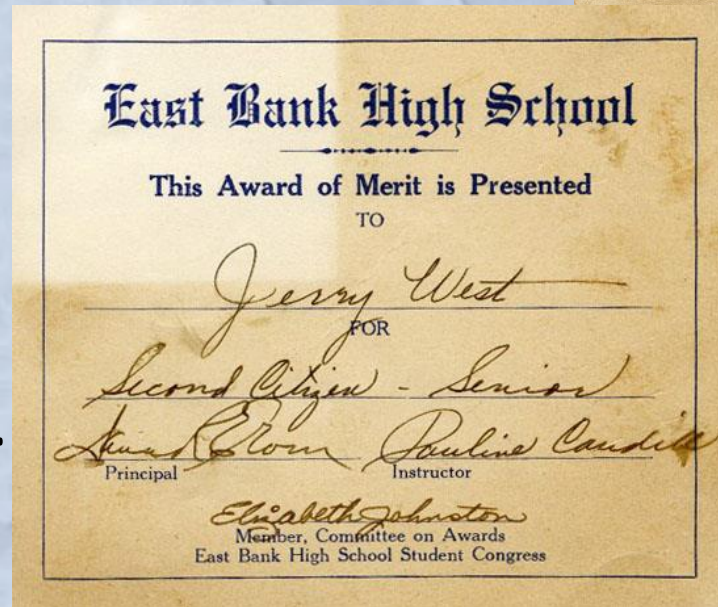 East Bank High School
This Award of Merit is Presented
TO
Jerry West
FOR
Second Citizen - Senior
Pauline Caudill
Principal Instructor
Elizabeth Johnston
Member, Committee on Awards
East Bank High School Student Congress